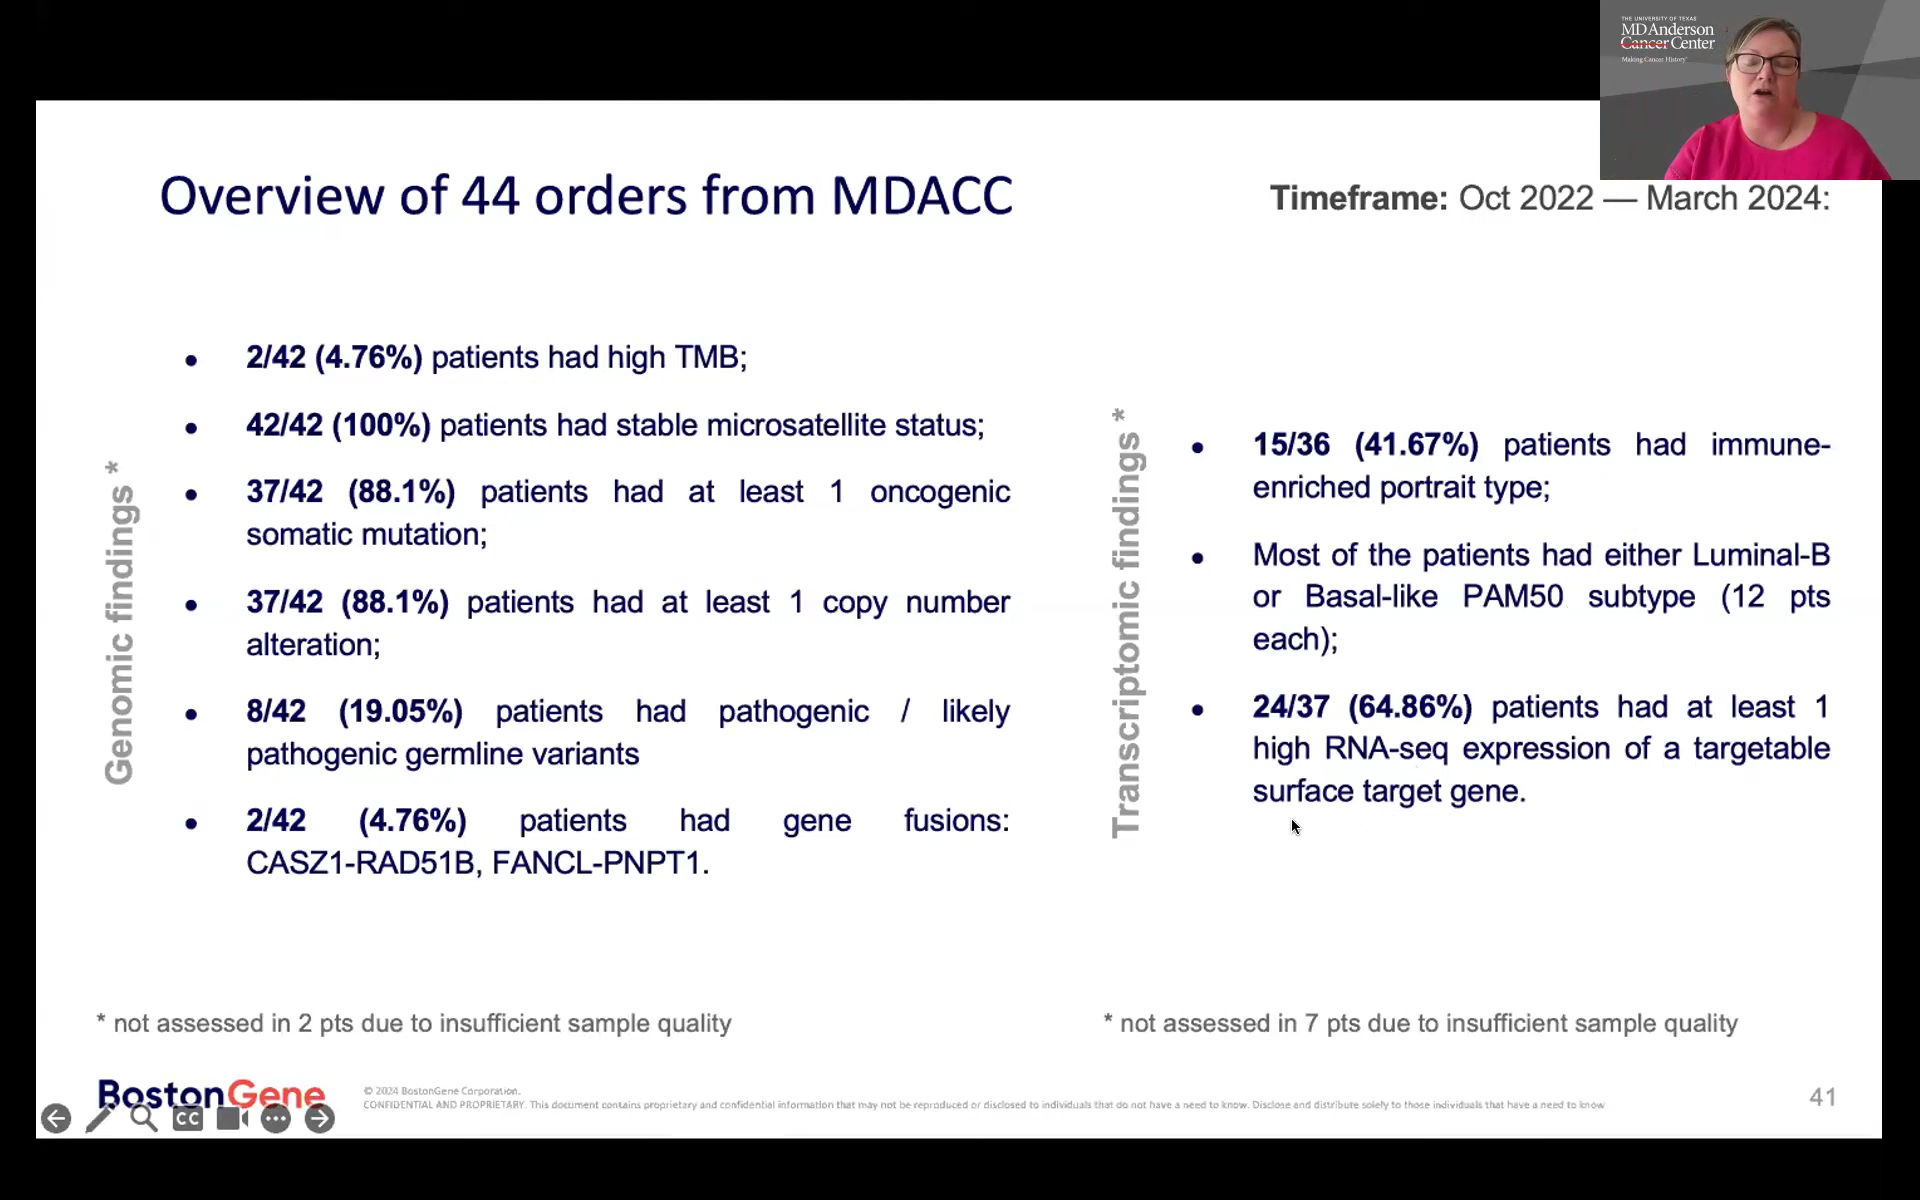 THE UNIVERSITY OF TEXAS
MD Anderson
Cancer Center
Making Cancer History®
Overview of 44 orders from MDACC
Timeframe: Oct 2022 — March 2024:
Genomic findings *
• 2/42 (4.76%) patients had high TMB;
• 42/42 (100%) patients had stable microsatellite status;
• 37/42 (88.1%) patients had at least 1 oncogenic
somatic mutation;
• 37/42 (88.1%) patients had at least 1 copy number
alteration;
• 8/42 (19.05%) patients had pathogenic / likely
pathogenic germline variants
• 2/42 (4.76%) patients had gene fusions:
CASZ1-RAD51B, FANCL-PNPT1.
* not assessed in 2 pts due to insufficient sample quality
Transcriptomic findings *
• 15/36 (41.67%) patients had immune-
enriched portrait type;
• Most of the patients had either Luminal-B
or Basal-like PAM50 subtype (12 pts
each);
• 24/37 (64.86%) patients had at least 1
high RNA-seq expression of a targetable
surface target gene.
* not assessed in 7 pts due to insufficient sample quality
BostonGene
© 2024 BostonGene Corporation.
CONFIDENTIAL AND PROPRIETARY. This document contains proprietary and confidential information that may not be reproduced or disclosed to individuals that do not have a need to know. Disclose and distribute solely to those individuals that have a need to know
CC
41